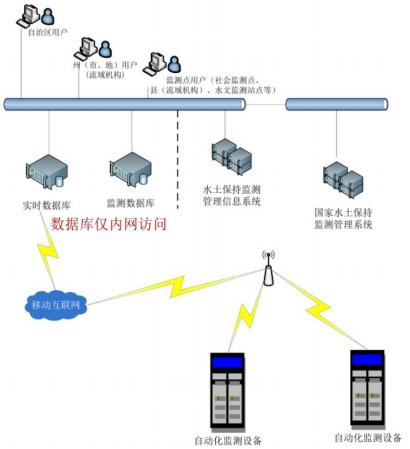 自治区用户
州（市、地）用户
(流域机构)
监测点用户（社会监测点、
县（流域机构）、水文监测站点等）
实时数据库
监测数据库
水土保持监测
管理信息系统
国家水土保持
监测管理系统
数据库仅内网访问
移动互联网
自动化监测设备
自动化监测设备